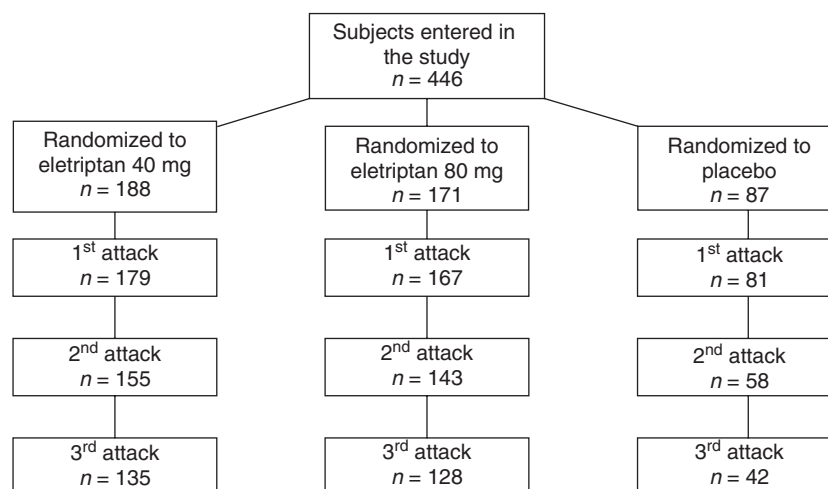 Subjects entered in
the study
n = 446
Randomized to
eletriptan 40 mg
n = 188
Randomized to
eletriptan 80 mg
n = 171
Randomized to
placebo
n = 87
1st attack
n = 179
1st attack
n = 167
1st attack
n = 81
2nd attack
n = 155
2nd attack
n = 143
2nd attack
n = 58
3rd attack
n = 135
3rd attack
n = 128
3rd attack
n = 42